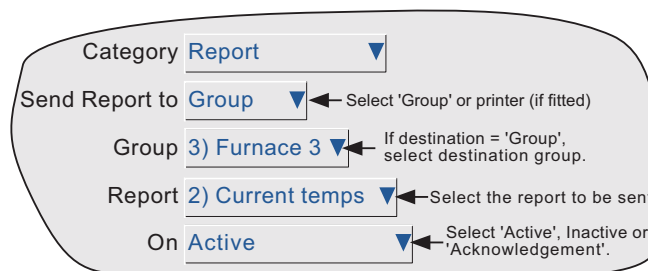 Category Report
Send Report to Group Select 'Group' or printer (if fitted)
Group 3) Furnace 3 If destination = 'Group',
select destination group.
Report 2) Current temps Select the report to be sent
On Active Select 'Active', Inactive or
'Acknowledgement'.